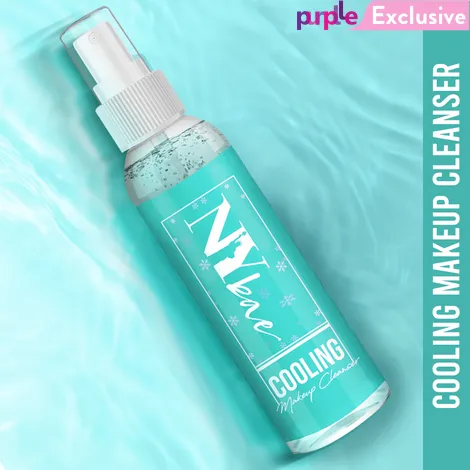 purplle Exclusive
COOLING MAKEUP CLEANSER
NY
bae
COOLING
Makeup Cleanser